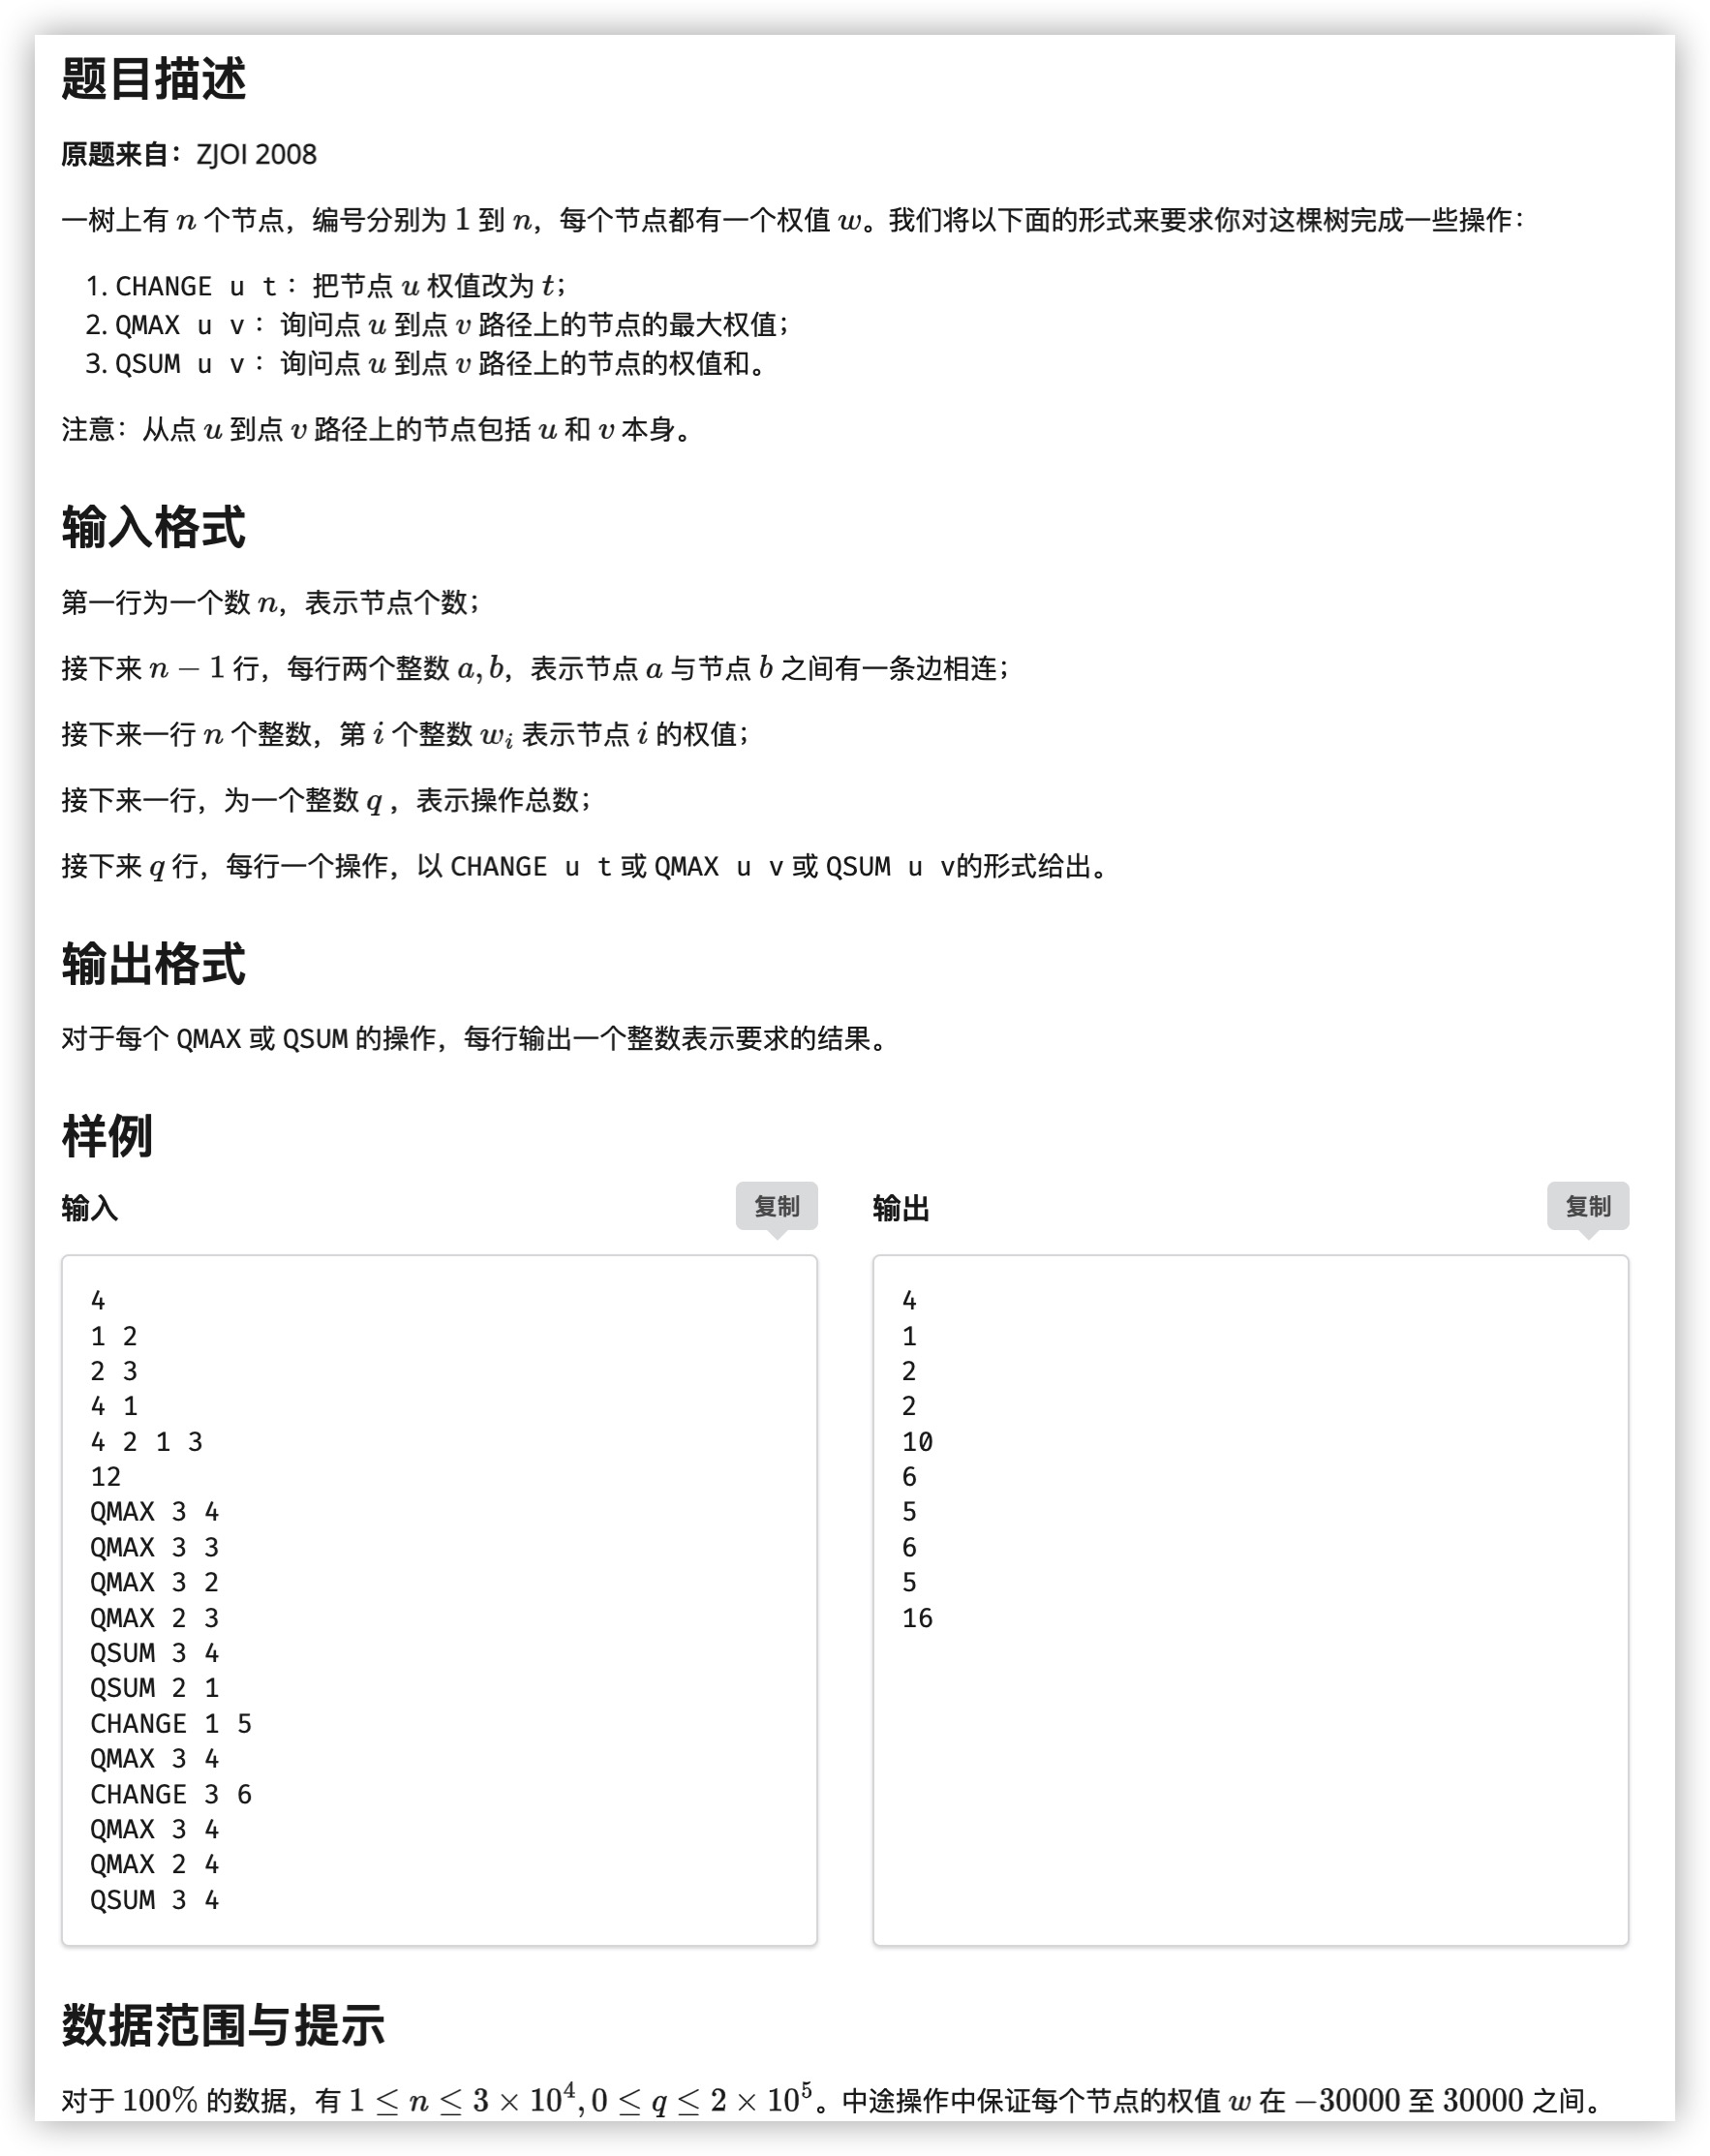 题目描述
原题来自：ZJOI 2008
一树上有 n 个节点，编号分别为 1 到 n，每个节点都有一个权值 w。我们将以下面的形式来要求你对这棵树完成一些操作：
1. CHANGE u t：把节点 u 权值改为 t；
2. QMAX u v：询问点 u 到点 v 路径上的节点的最大权值；
3. QSUM u v：询问点 u 到点 v 路径上的节点的权值和。
注意：从点 u 到点 v 路径上的节点包括 u 和 v 本身。
输入格式
第一行为一个数 n，表示节点个数；
接下来 n − 1 行，每行两个整数 a, b，表示节点 a 与节点 b 之间有一条边相连；
接下来一行 n 个整数，第 i 个整数 wᵢ 表示节点 i 的权值；
接下来一行，为一个整数 q ，表示操作总数；
接下来 q 行，每行一个操作，以 CHANGE u t 或 QMAX u v 或 QSUM u v的形式给出。
输出格式
对于每个 QMAX 或 QSUM 的操作，每行输出一个整数表示要求的结果。
样例
输入 复制
4
1 2
2 3
4 1
4 2 1 3
12
QMAX 3 4
QMAX 3 3
QMAX 3 2
QMAX 2 3
QSUM 3 4
QSUM 2 1
CHANGE 1 5
QMAX 3 4
CHANGE 3 6
QMAX 3 4
QMAX 2 4
QSUM 3 4
输出 复制
4
1
2
2
10
6
5
6
5
16
数据范围与提示
对于 100% 的数据，有 1 ≤ n ≤ 3 × 10⁴, 0 ≤ q ≤ 2 × 10⁵。中途操作中保证每个节点的权值 w 在 −30000 至 30000 之间。